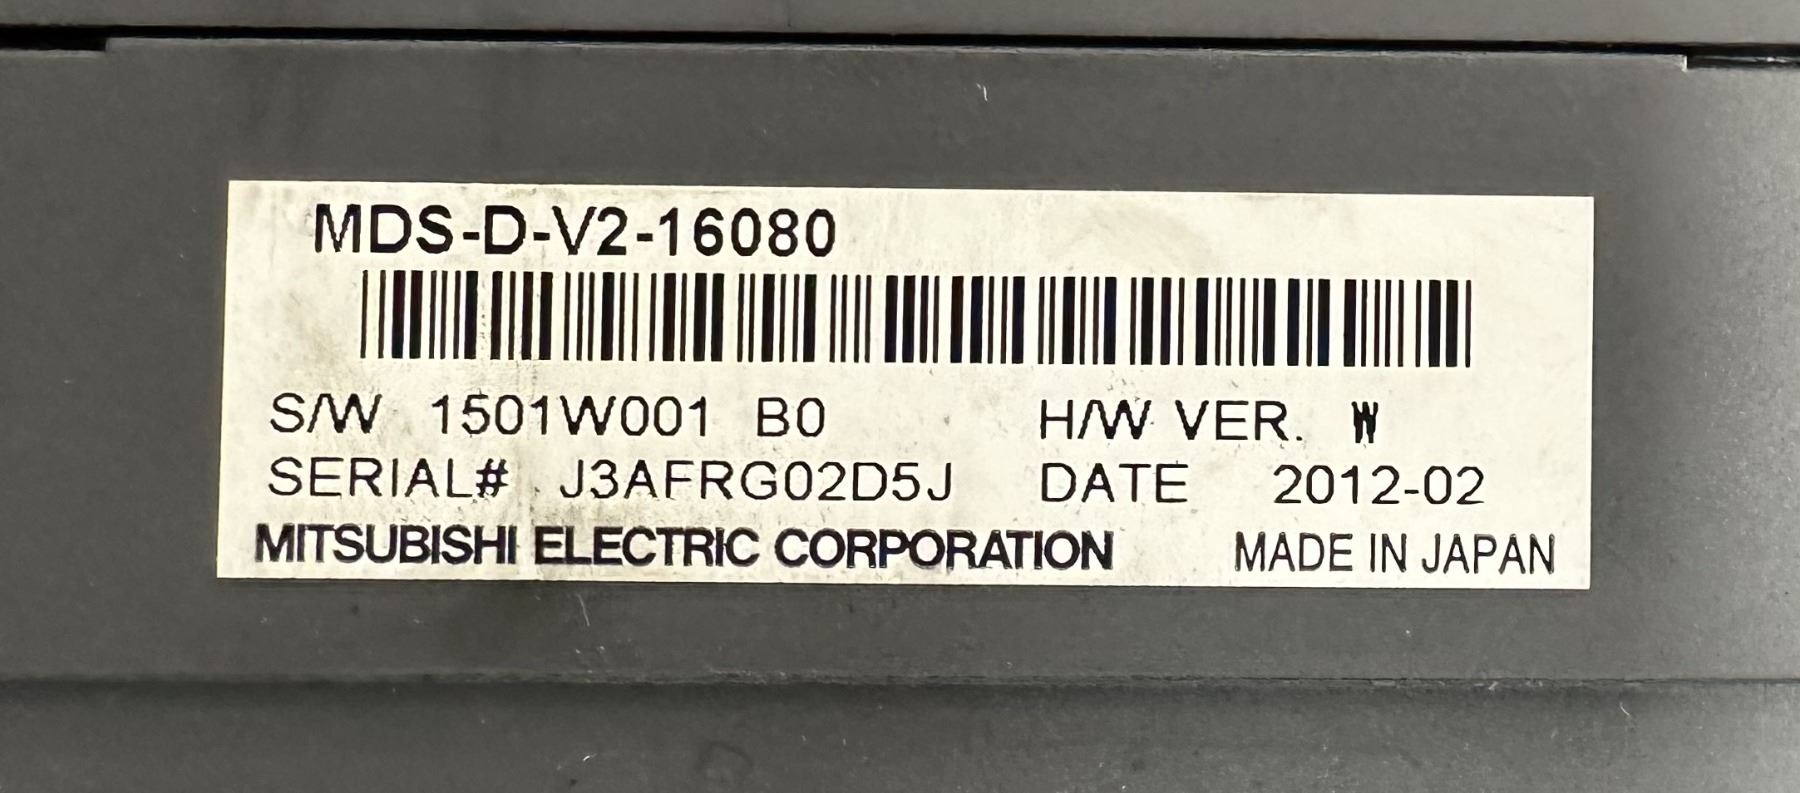 MDS-D-V2-16080
S/W 1501W001 B0 H/W VER. W
SERIAL# J3AFRG02D5J DATE 2012-02
MITSUBISHI ELECTRIC CORPORATION MADE IN JAPAN